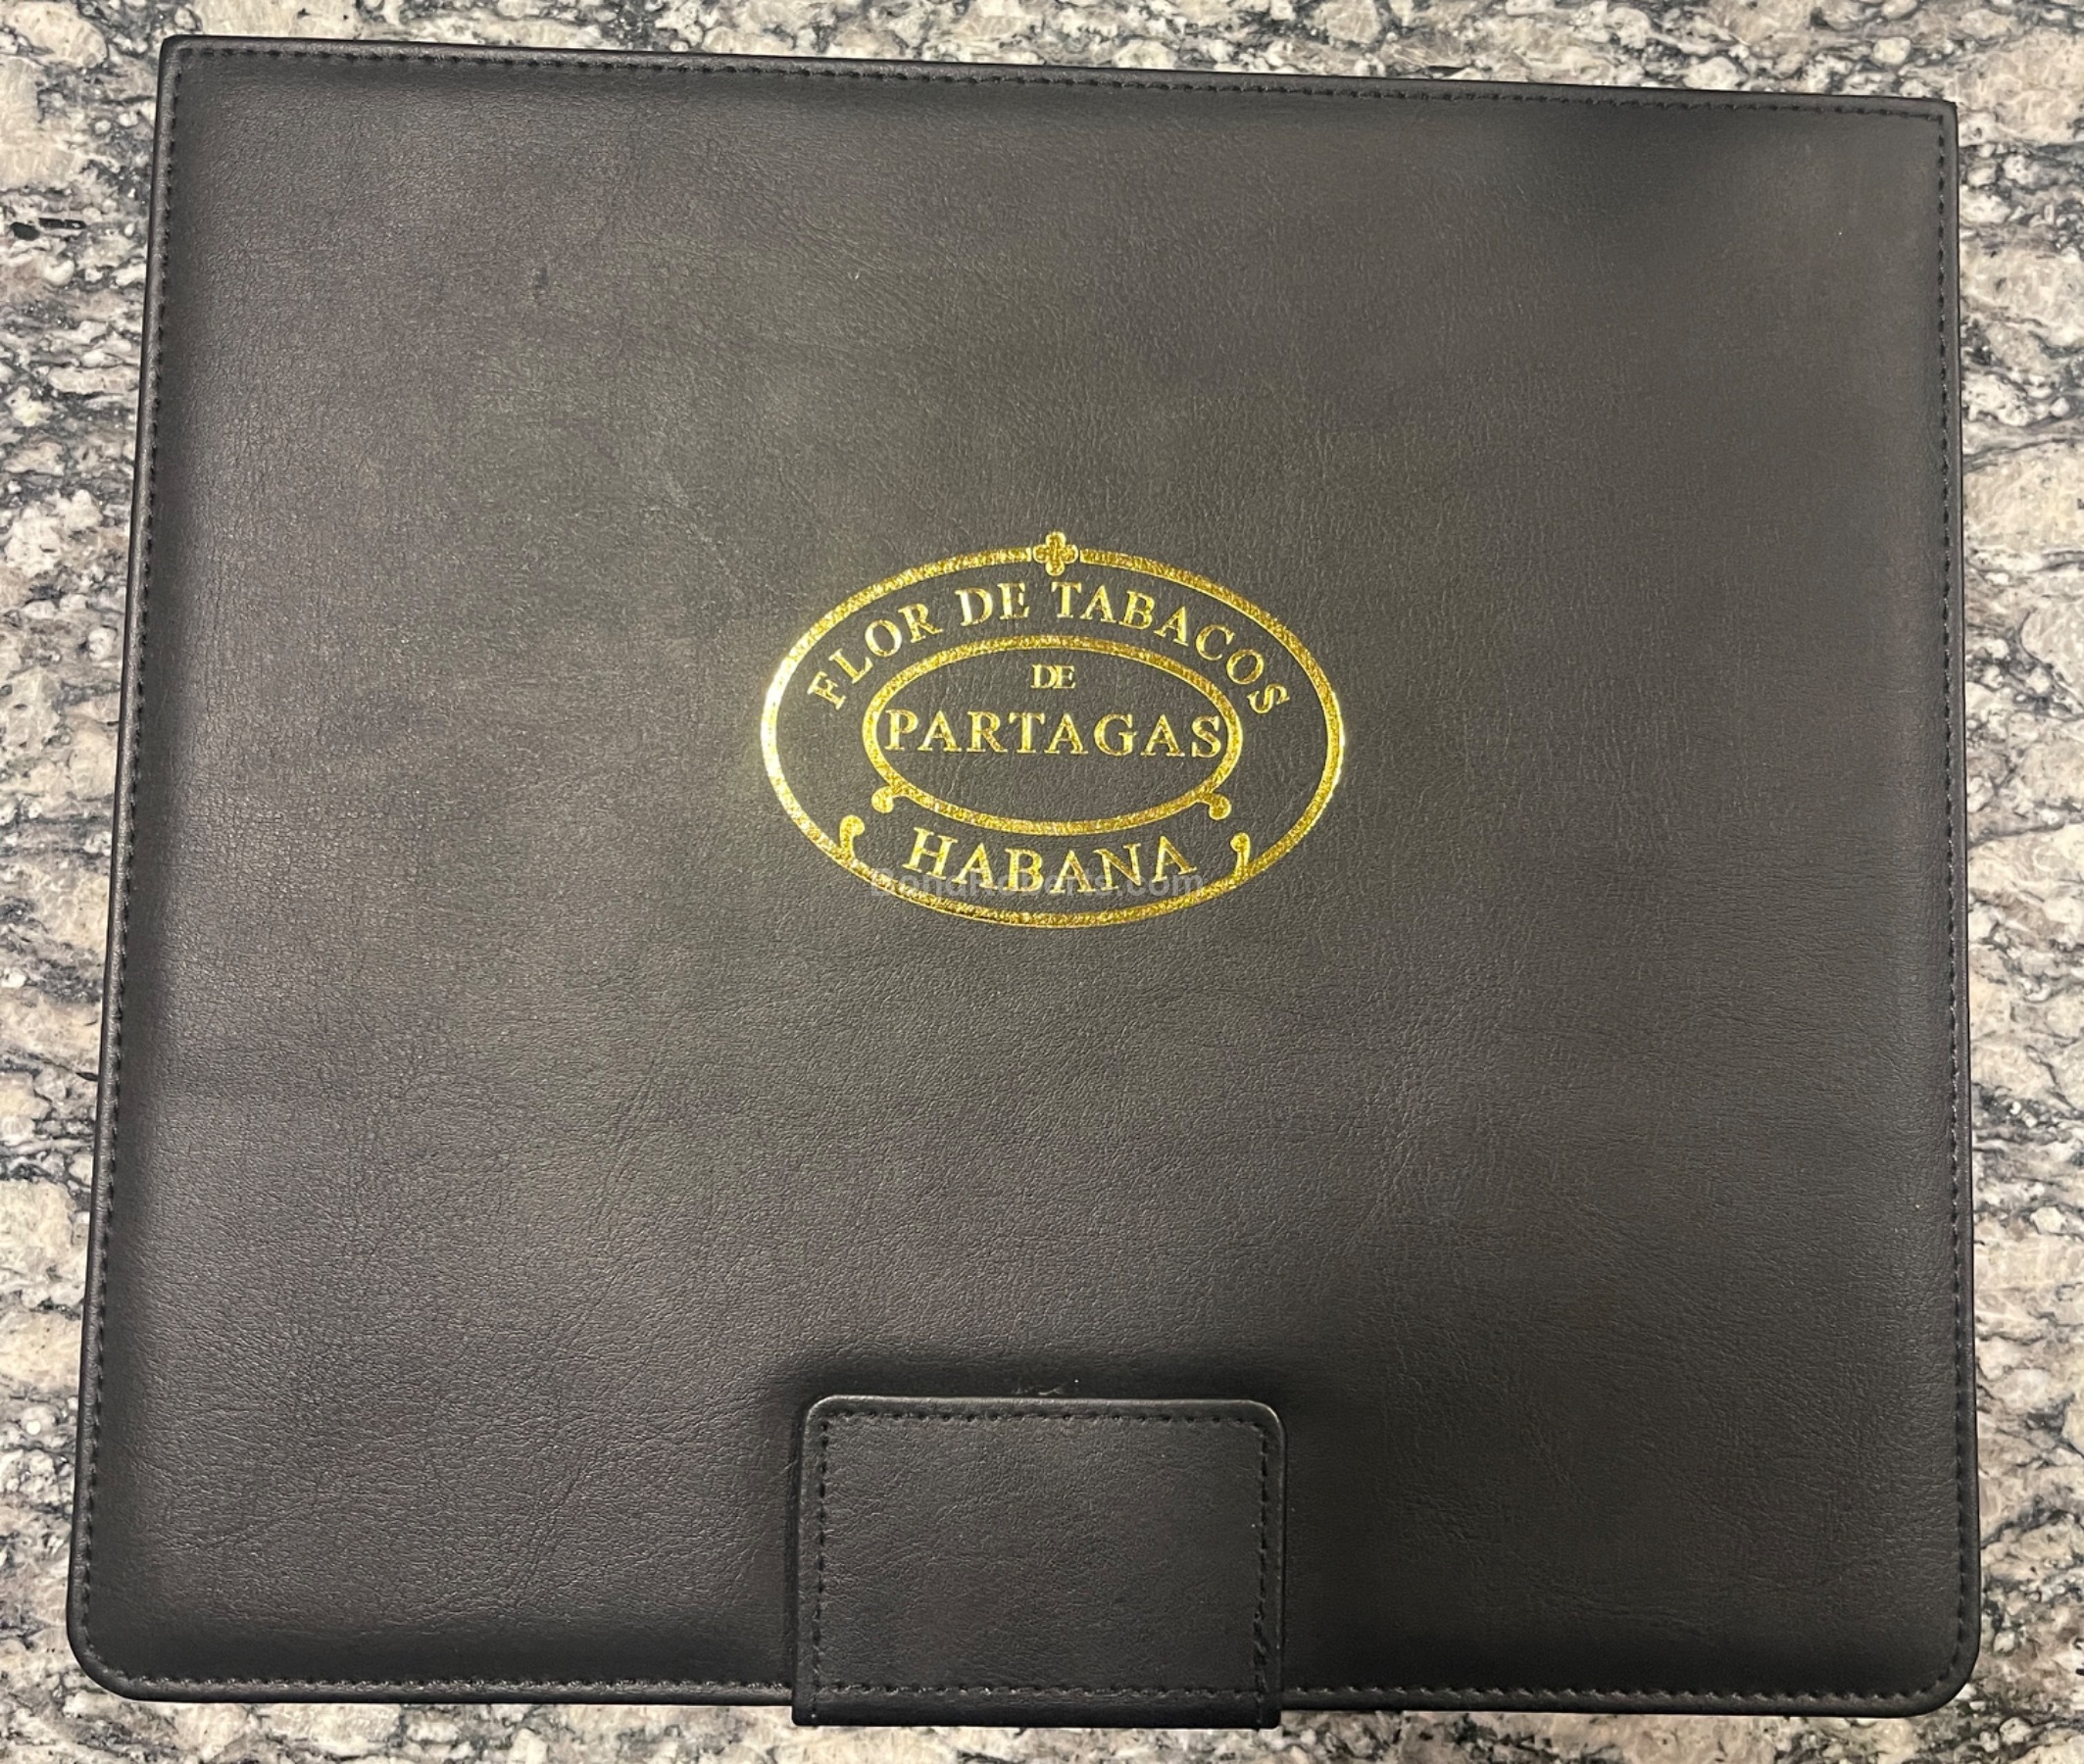 FLOR DE TABACOS
DE
PARTAGAS
HABANA